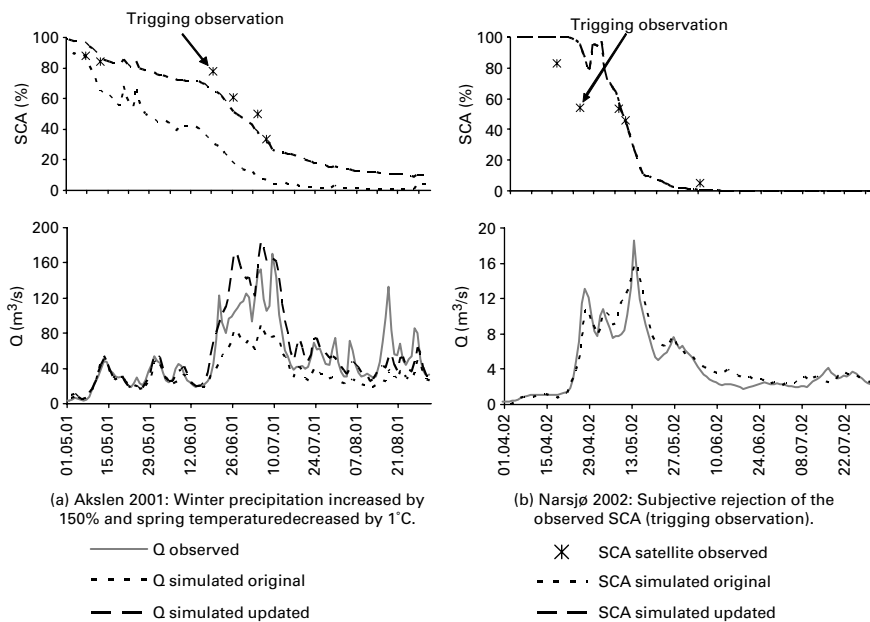 Trigging observation
100
80
60
40
20
0
SCA (%)
200
160
120
80
40
0
Q (m³/s)
01.05.01
15.05.01
29.05.01
12.06.01
26.06.01
10.07.01
24.07.01
07.08.01
21.08.01
(a) Akslen 2001: Winter precipitation increased by
150% and spring temperaturedecreased by 1˚C.
Q observed
Q simulated original
Q simulated updated
Trigging observation
100
80
60
40
20
0
SCA (%)
20
16
12
8
4
0
Q (m³/s)
01.04.02
15.04.02
29.04.02
13.05.02
27.05.02
10.06.02
24.06.02
08.07.02
22.07.02
(b) Narsjø 2002: Subjective rejection of the
observed SCA (trigging observation).
SCA satellite observed
SCA simulated original
SCA simulated updated